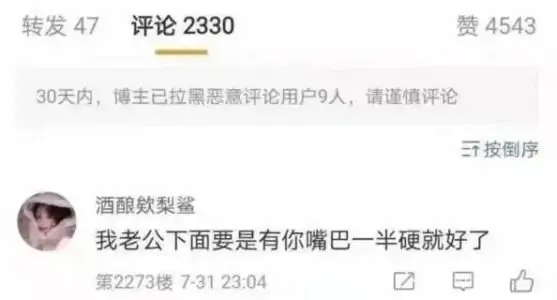 转发 47 评论 2330 赞 4543
30天内，博主已拉黑恶意评论用户9人，请谨慎评论
按倒序
酒酿欸梨鲨
我老公下面要是有你嘴巴一半硬就好了
第2273楼 7-31 23:04